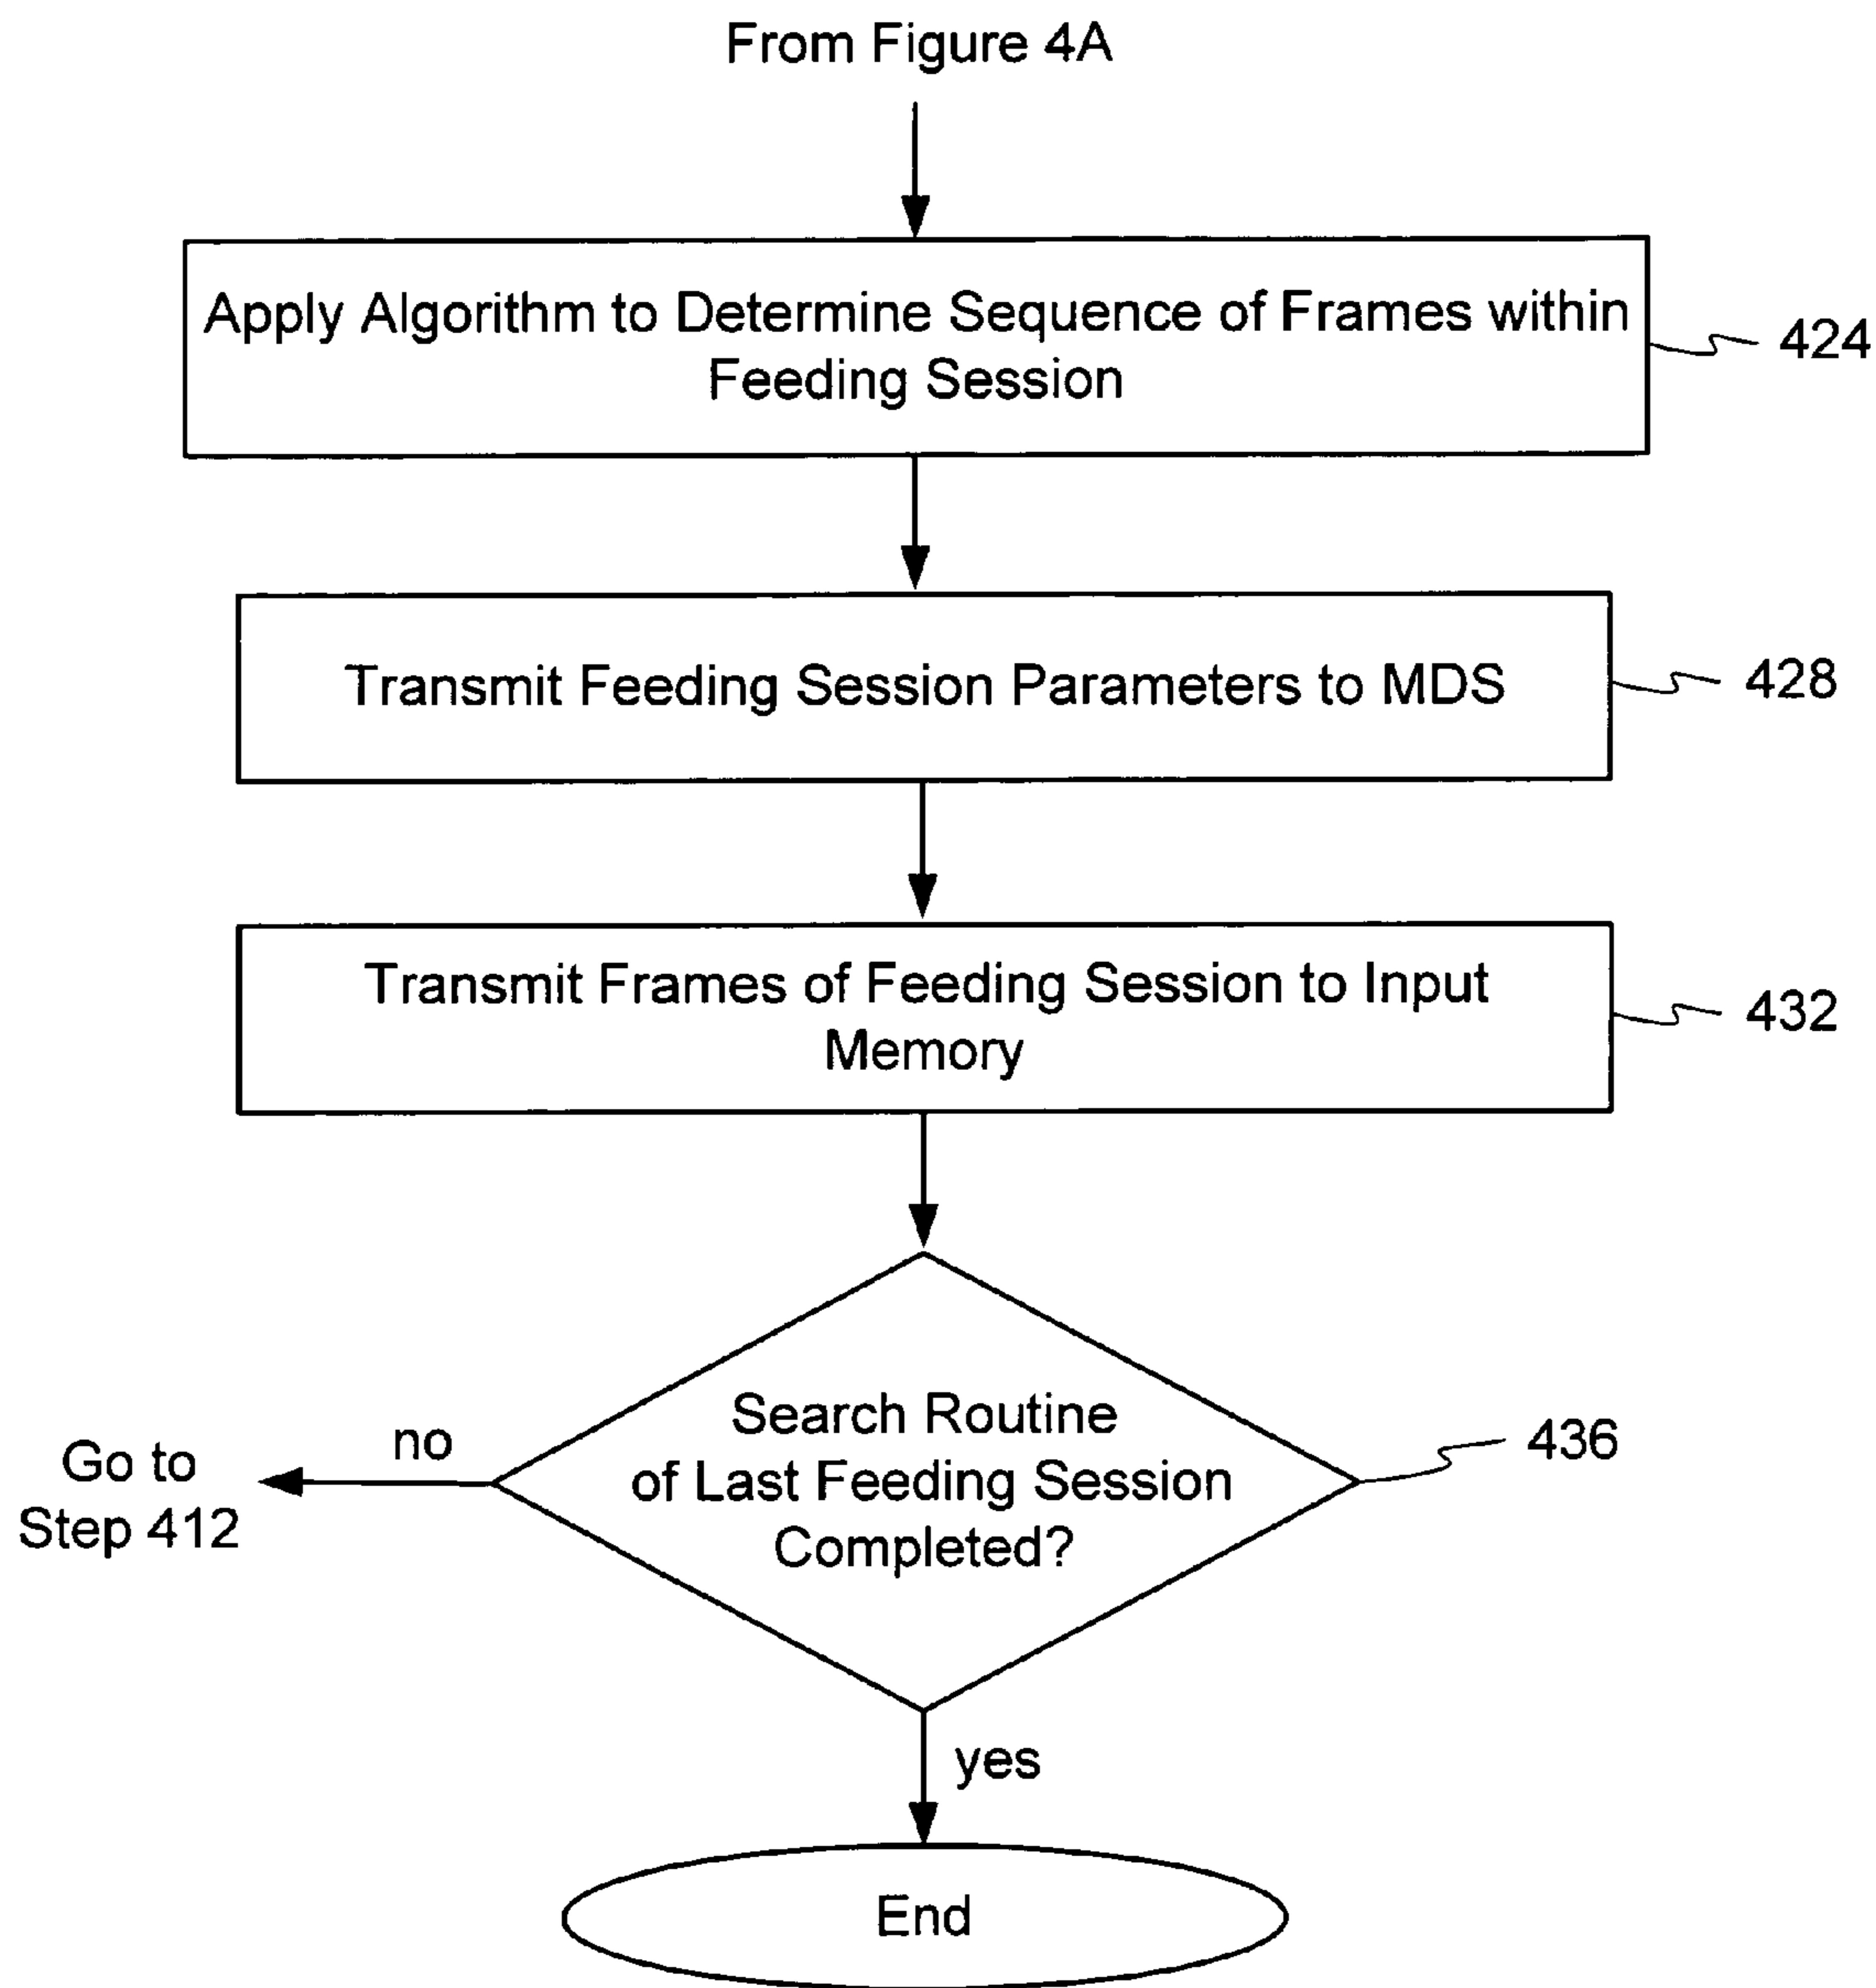 From Figure 4A
Apply Algorithm to Determine Sequence of Frames within
Feeding Session
424
Transmit Feeding Session Parameters to MDS
428
Transmit Frames of Feeding Session to Input
Memory
432
Search Routine
of Last Feeding Session
Completed?
436
no
Go to
Step 412
yes
End